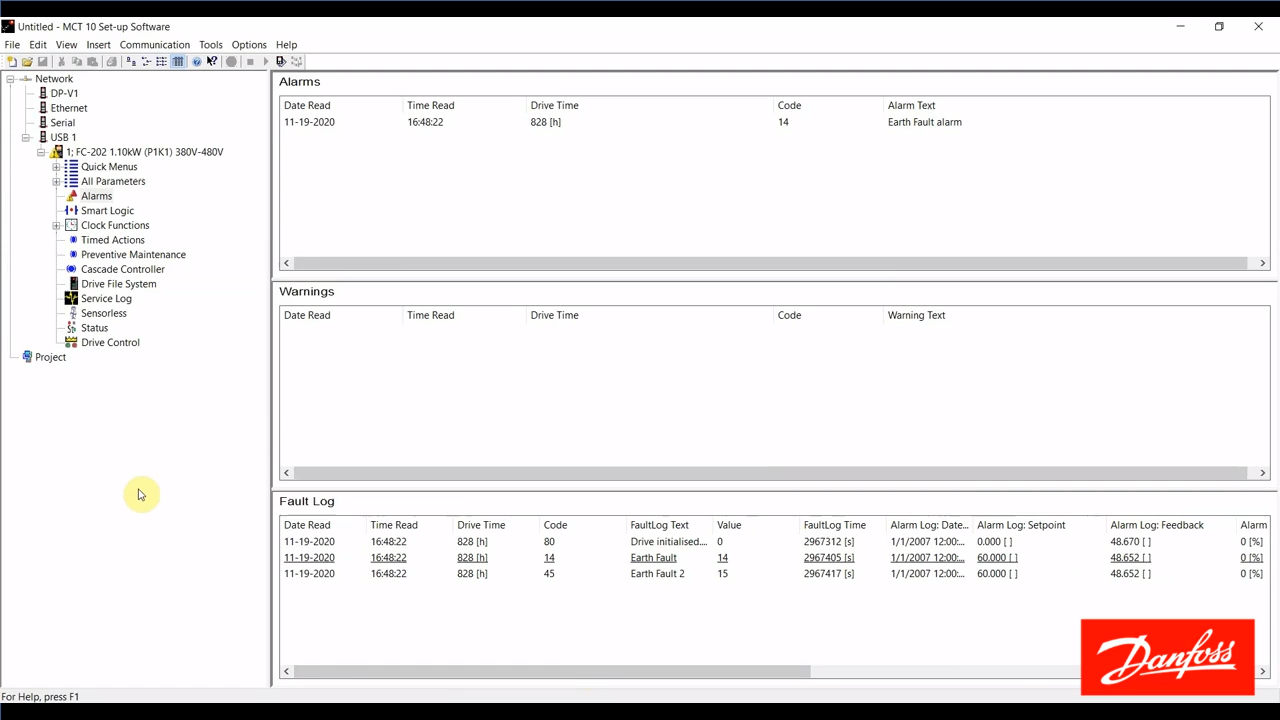 Untitled - MCT 10 Set-up Software
File Edit View Insert Communication Tools Options Help
Network
DP-V1
Ethernet
Serial
USB 1
1; FC-202 1.10kW (P1K1) 380V-480V
Quick Menus
All Parameters
Alarms
Smart Logic
Clock Functions
Timed Actions
Preventive Maintenance
Cascade Controller
Drive File System
Service Log
Sensorless
Status
Drive Control
Project
Alarms
Date Read Time Read Drive Time Code Alarm Text
11-19-2020 16:48:22 828 [h] 14 Earth Fault alarm
Warnings
Date Read Time Read Drive Time Code Warning Text
Fault Log
Date Read Time Read Drive Time Code FaultLog Text Value FaultLog Time Alarm Log: Date... Alarm Log: Setpoint Alarm Log: Feedback Alarm
11-19-2020 16:48:22 828 [h] 80 Drive initialised.... 0 2967312 [s] 1/1/2007 12:00:... 0.000 [ ] 48.670 [ ] 0 [%]
11-19-2020 16:48:22 828 [h] 14 Earth Fault 14 2967405 [s] 1/1/2007 12:00:... 60.000 [ ] 48.652 [ ] 0 [%]
11-19-2020 16:48:22 828 [h] 45 Earth Fault 2 15 2967417 [s] 1/1/2007 12:00:... 60.000 [ ] 48.652 [ ] 0 [%]
Danfoss
For Help, press F1